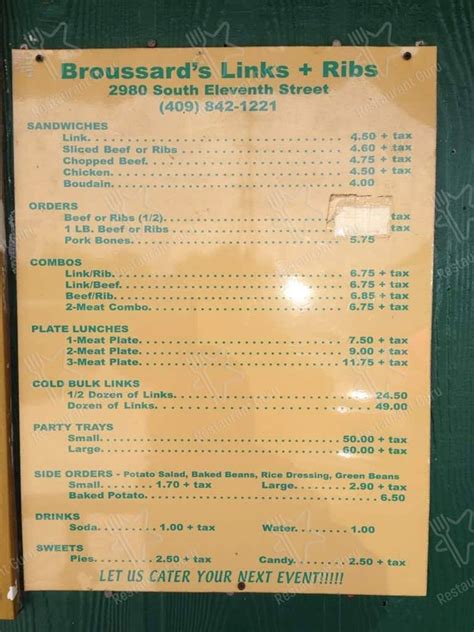 Broussard's Links + Ribs
2980 South Eleventh Street
(409) 842-1221
SANDWICHES
Link. 4.50 + tax
Sliced Beef or Ribs 4.60 + tax
Chopped Beef. 4.75 + tax
Chicken. 4.50 + tax
Boudain. 4.00
ORDERS
Beef or Ribs (1/2). tax
1 LB. Beef or Ribs tax
Pork Bones. 5.75
COMBOS
Link/Rib. 6.75 + tax
Link/Beef. 6.75 + tax
Beef/Rib. 6.85 + tax
2-Meat Combo. 6.75 + tax
PLATE LUNCHES
1-Meat Plate. 7.50 + tax
2-Meat Plate. 9.00 + tax
3-Meat Plate. 11.75 + tax
COLD BULK LINKS
1/2 Dozen of Links. 24.50
Dozen of Links. 49.00
PARTY TRAYS
Small. 50.00 + tax
Large. 60.00 + tax
SIDE ORDERS - Potato Salad, Baked Beans, Rice Dressing, Green Beans
Small. 1.70 + tax Large. 2.90 + tax
Baked Potato. 6.50
DRINKS
Soda. 1.00 + tax Water. 1.00
SWEETS
Pies. 2.50 + tax Candy. 2.50 + tax
LET US CATER YOUR NEXT EVENT!!!!!